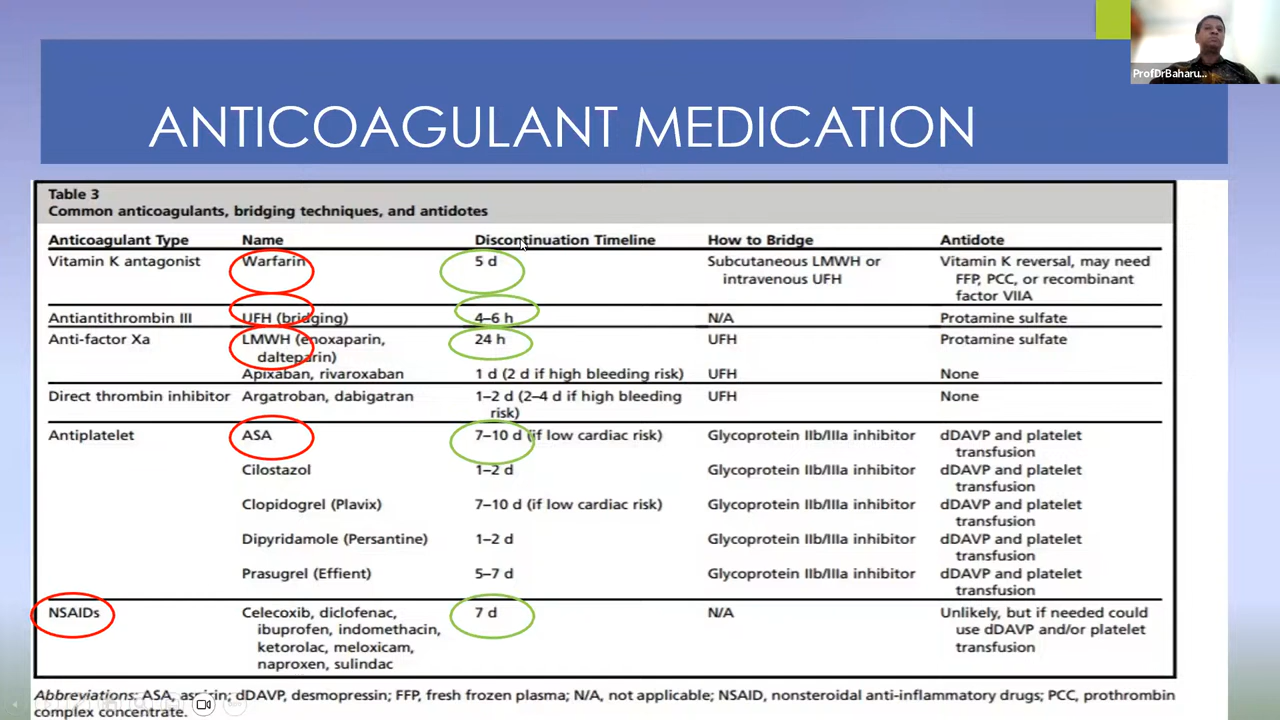 ProfDrBaharu...
ANTICOAGULANT MEDICATION
Table 3
Common anticoagulants, bridging techniques, and antidotes
Anticoagulant Type Name Discontinuation Timeline How to Bridge Antidote
Vitamin K antagonist Warfarin 5 d Subcutaneous LMWH or Vitamin K reversal, may need
intravenous UFH FFP, PCC, or recombinant
factor VIIA
Antiantithrombin III UFH (bridging) 4–6 h N/A Protamine sulfate
Anti-factor Xa LMWH (enoxaparin, 24 h UFH Protamine sulfate
dalteparin)
Apixaban, rivaroxaban 1 d (2 d if high bleeding risk) UFH None
Direct thrombin inhibitor Argatroban, dabigatran 1–2 d (2–4 d if high bleeding UFH None
risk)
Antiplatelet ASA 7–10 d (if low cardiac risk) Glycoprotein IIb/IIIa inhibitor dDAVP and platelet
transfusion
Cilostazol 1–2 d Glycoprotein IIb/IIIa inhibitor dDAVP and platelet
transfusion
Clopidogrel (Plavix) 7–10 d (if low cardiac risk) Glycoprotein IIb/IIIa inhibitor dDAVP and platelet
transfusion
Dipyridamole (Persantine) 1–2 d Glycoprotein IIb/IIIa inhibitor dDAVP and platelet
transfusion
Prasugrel (Effient) 5–7 d Glycoprotein IIb/IIIa inhibitor dDAVP and platelet
transfusion
NSAIDs Celecoxib, diclofenac, 7 d N/A Unlikely, but if needed could
ibuprofen, indomethacin, use dDAVP and/or platelet
ketorolac, meloxicam, transfusion
naproxen, sulindac
Abbreviations: ASA, aspirin; dDAVP, desmopressin; FFP, fresh frozen plasma; N/A, not applicable; NSAID, nonsteroidal anti-inflammatory drugs; PCC, prothrombin
complex concentrate.